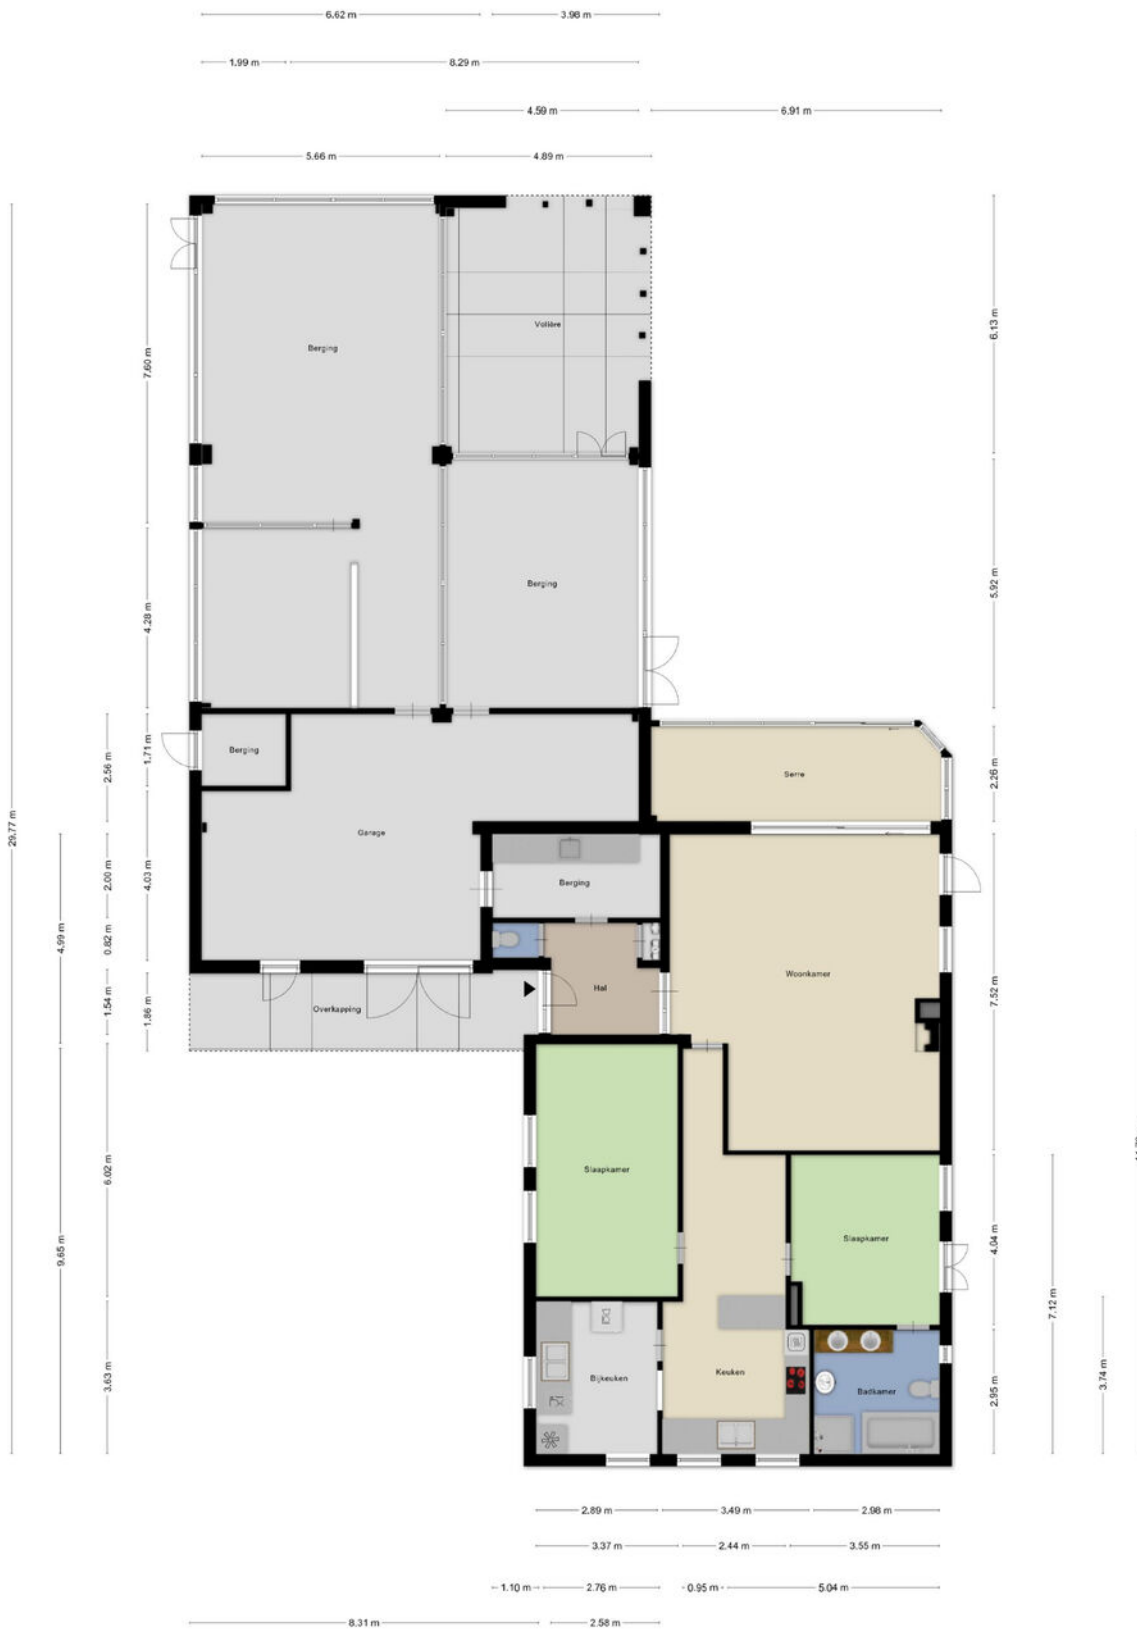 6.62 m 3.98 m
1.99 m 8.29 m
4.59 m 6.91 m
5.66 m 4.89 m
Berging
Volière
Berging
Berging
Serre
Garage
Berging
Woonkamer
Hal
Overkapping
Slaapkamer
Slaapkamer
Bijkeuken
Keuken
Badkamer
29.77 m
4.99 m
9.65 m
2.56 m
2.00 m
0.82 m
1.54 m
6.02 m
3.63 m
7.60 m
4.28 m
1.71 m
4.03 m
1.86 m
6.13 m
5.92 m
2.26 m
7.52 m
4.04 m
2.95 m
7.12 m
3.74 m
2.89 m 3.49 m 2.98 m
3.37 m 2.44 m 3.55 m
1.10 m 2.76 m 0.95 m 5.04 m
8.31 m 2.58 m